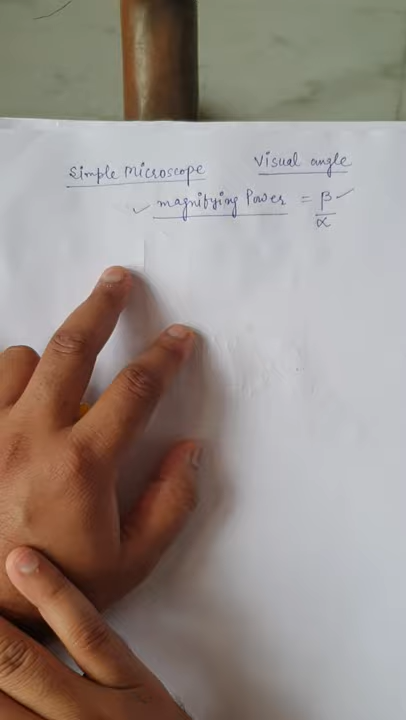 Simple Microscope Visual angle
✓ magnifying Power = β/α ✓